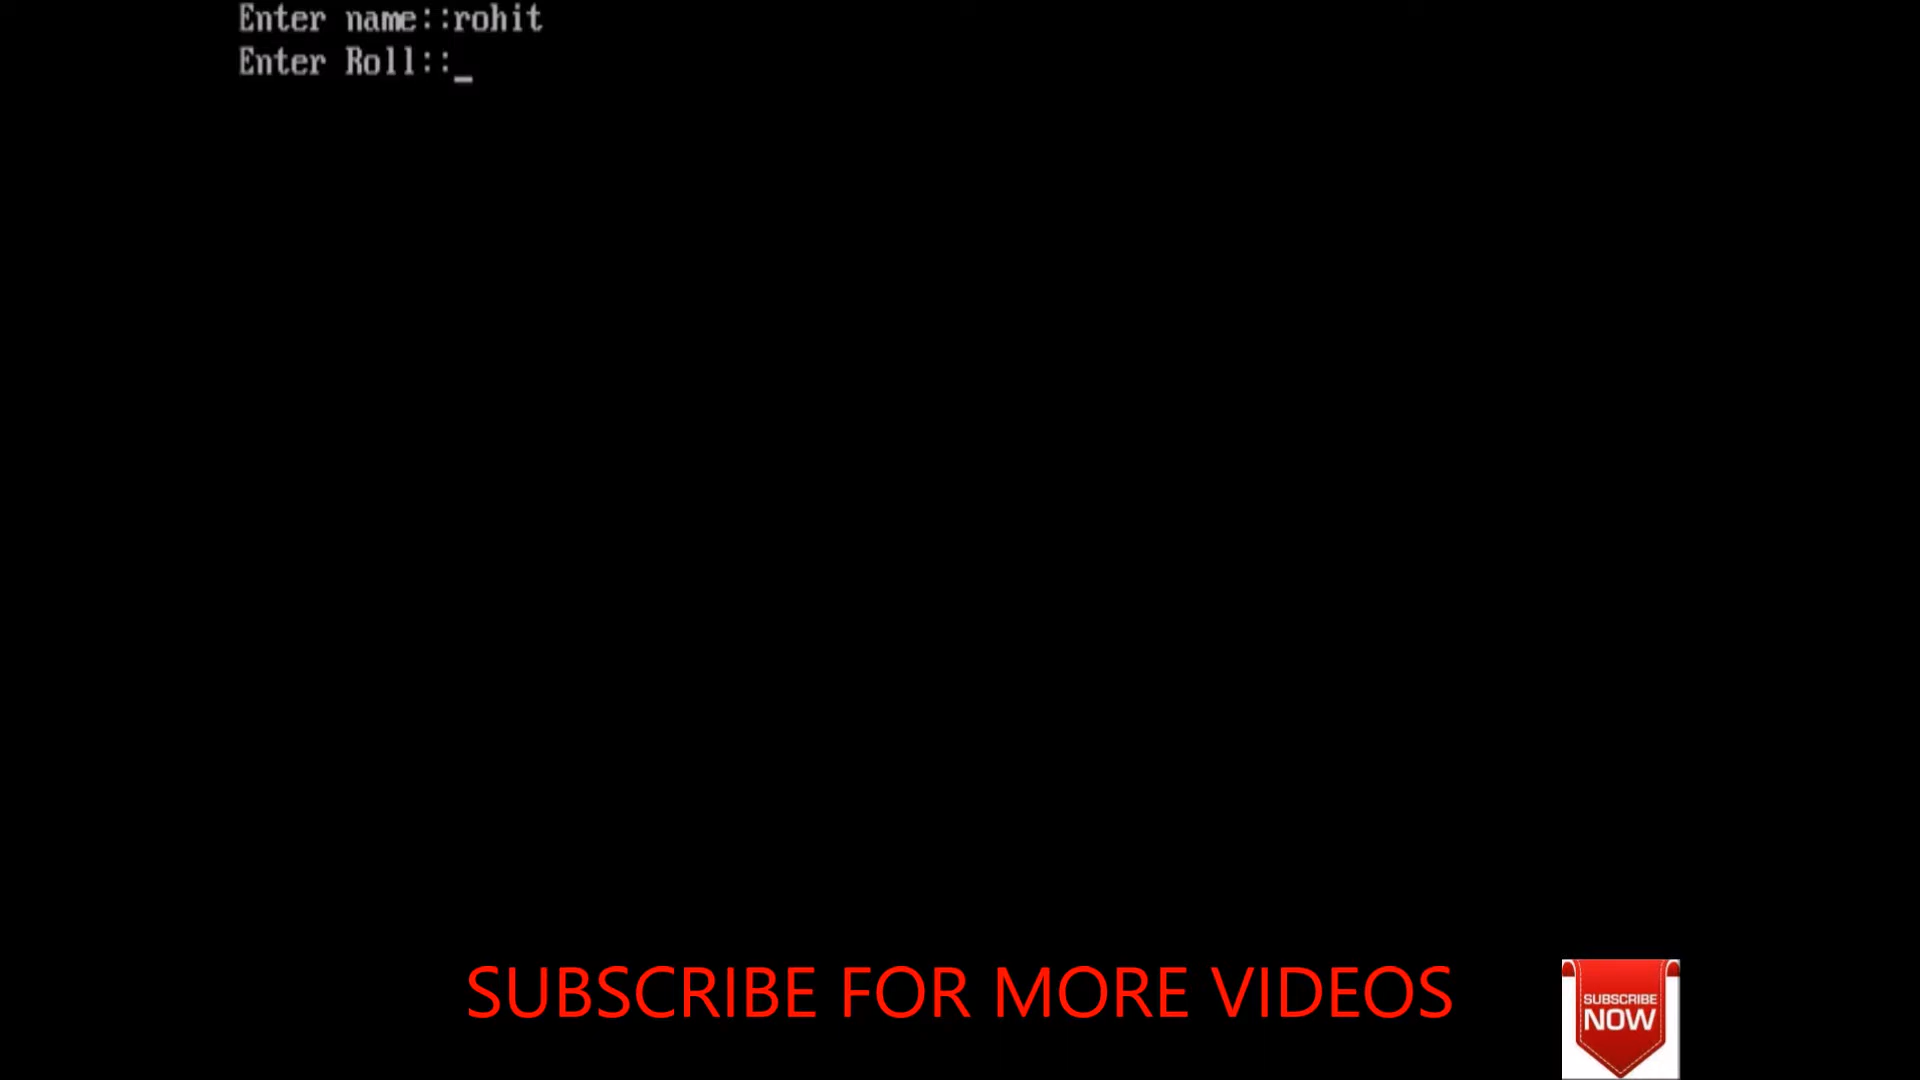 Enter name::rohit
Enter Roll::_
SUBSCRIBE FOR MORE VIDEOS
SUBSCRIBE
NOW